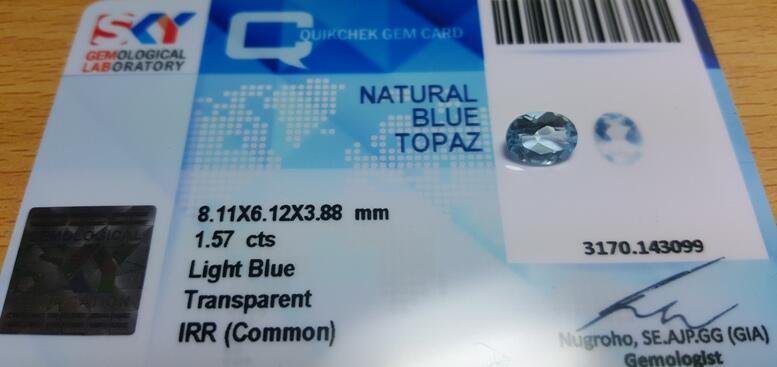 SKY
GEMOLOGICAL
LABORATORY
QUIKCHEK GEM CARD
NATURAL
BLUE
TOPAZ
8.11X6.12X3.88 mm
1.57 cts
Light Blue
Transparent
IRR (Common)
GEMOLOGICAL
3170.143099
Nugroho, SE.AJP.GG (GIA)
Gemologist